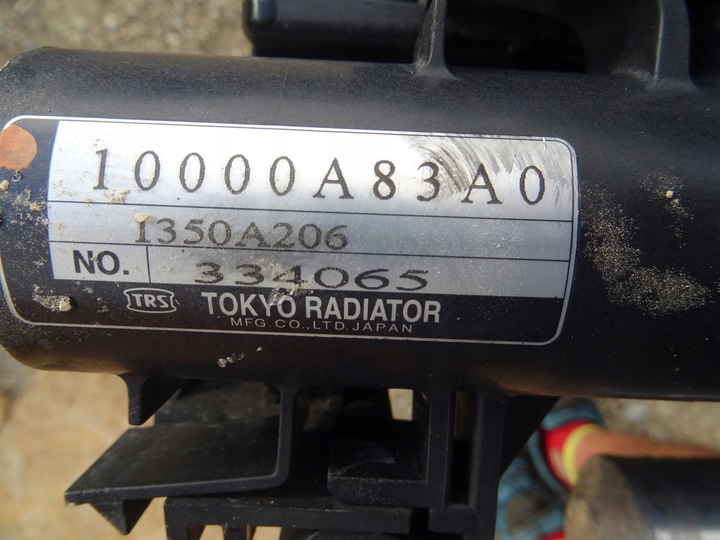 10000A83A0
1350A206
NO. 334065
TRS TOKYO RADIATOR
MFG.CO.,LTD.JAPAN